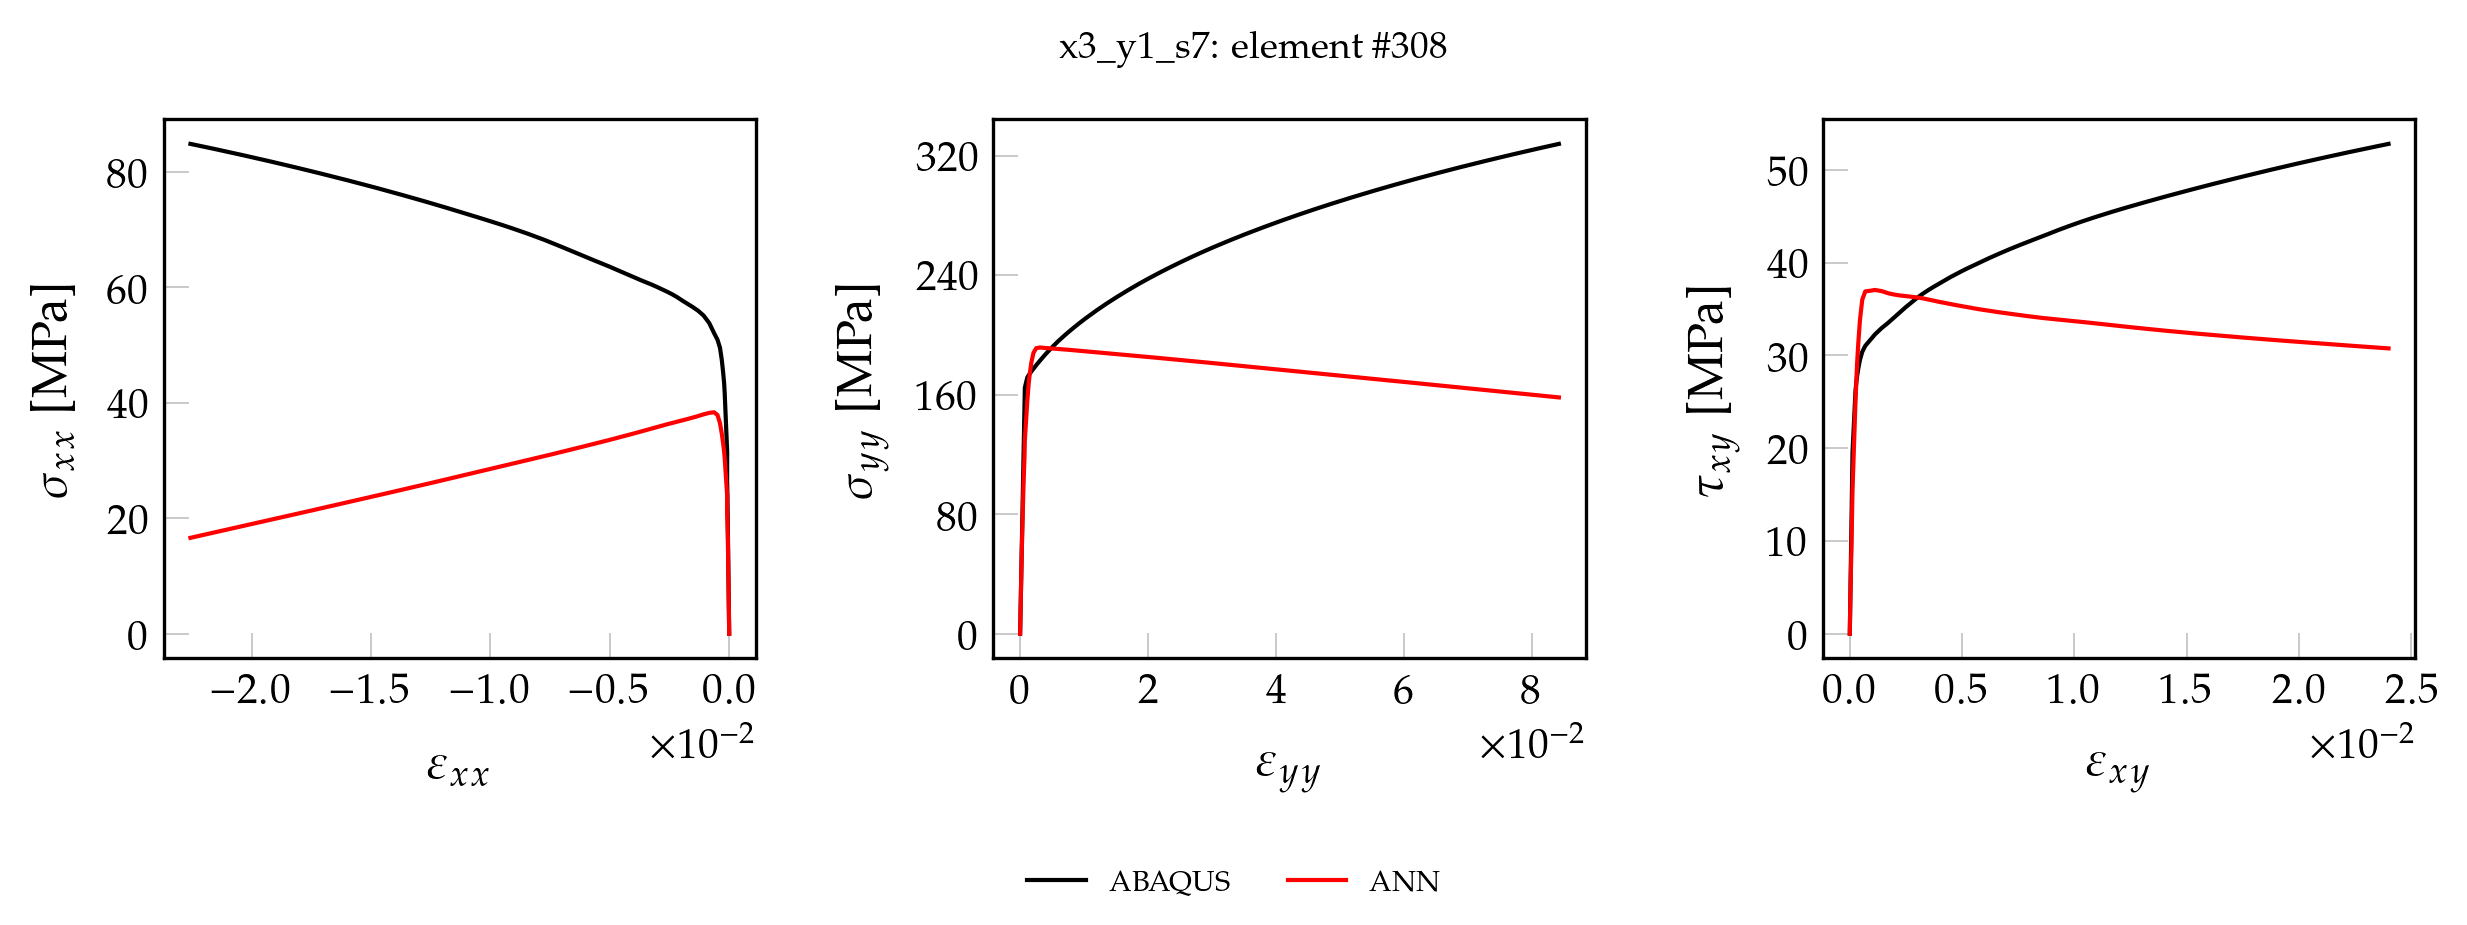 x3_y1_s7: element #308
80
60
40
20
0
σxx [MPa]
−2.0 −1.5 −1.0 −0.5 0.0
×10−2
εxx
320
240
160
80
0
σyy [MPa]
0 2 4 6 8
×10−2
εyy
50
40
30
20
10
0
τxy [MPa]
0.0 0.5 1.0 1.5 2.0 2.5
×10−2
εxy
ABAQUS ANN